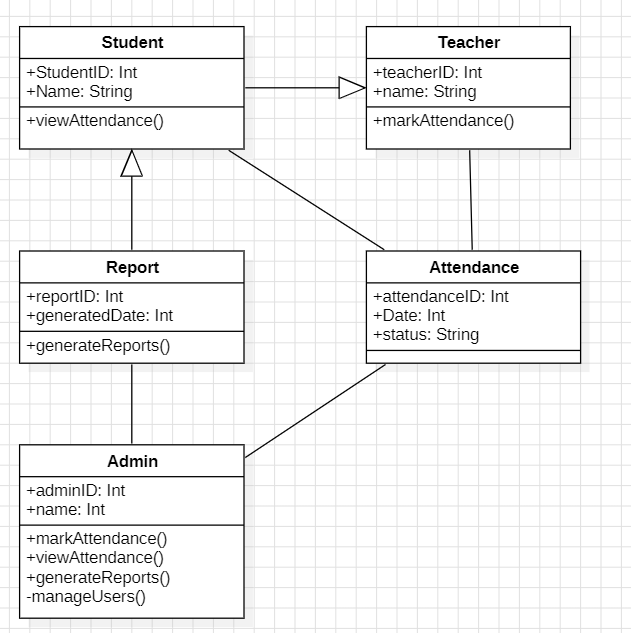 Student
+StudentID: Int
+Name: String
+viewAttendance()
Teacher
+teacherID: Int
+name: String
+markAttendance()
Report
+reportID: Int
+generatedDate: Int
+generateReports()
Attendance
+attendanceID: Int
+Date: Int
+status: String
Admin
+adminID: Int
+name: Int
+markAttendance()
+viewAttendance()
+generateReports()
-manageUsers()